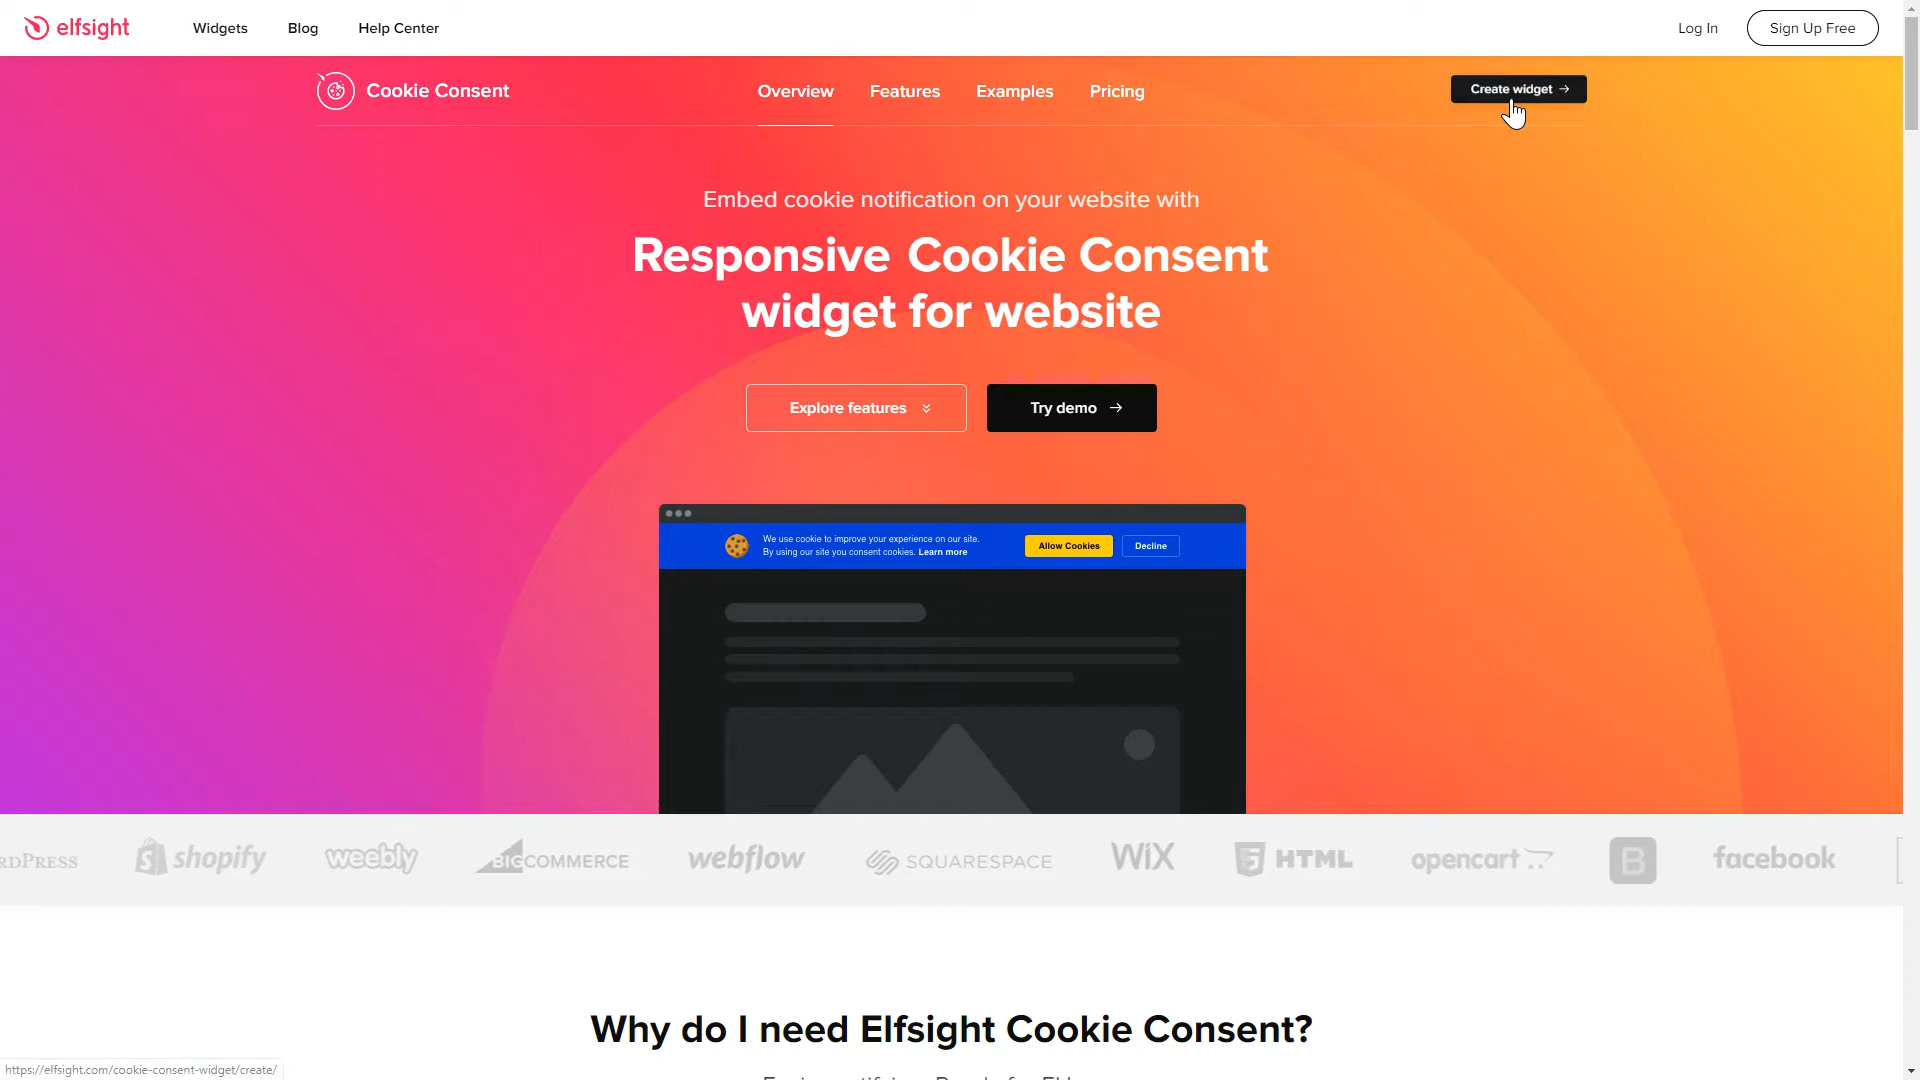 elfsight
Widgets
Blog
Help Center
Log In
Sign Up Free
Cookie Consent
Overview
Features
Examples
Pricing
Create widget
Embed cookie notification on your website with
Responsive Cookie Consent
widget for website
Explore features
Try demo
We use cookie to improve your experience on our site.
By using our site you consent cookies. Learn more
Allow Cookies
Decline
RDPRESS
shopify
weebly
BIGCOMMERCE
webflow
SQUARESPACE
WiX
HTML
opencart
B
facebook
Why do I need Elfsight Cookie Consent?
https://elfsight.com/cookie-consent-widget/create/